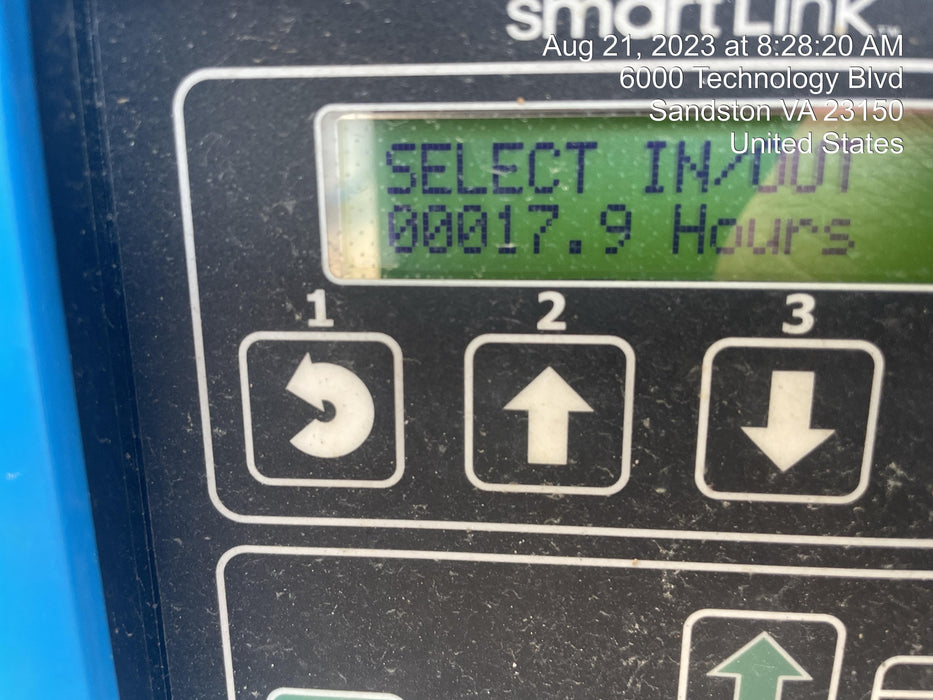 smartLink™
Aug 21, 2023 at 8:28:20 AM
6000 Technology Blvd
Sandston VA 23150
United States
SELECT IN/OUT
00017.9 Hours
1 2 3